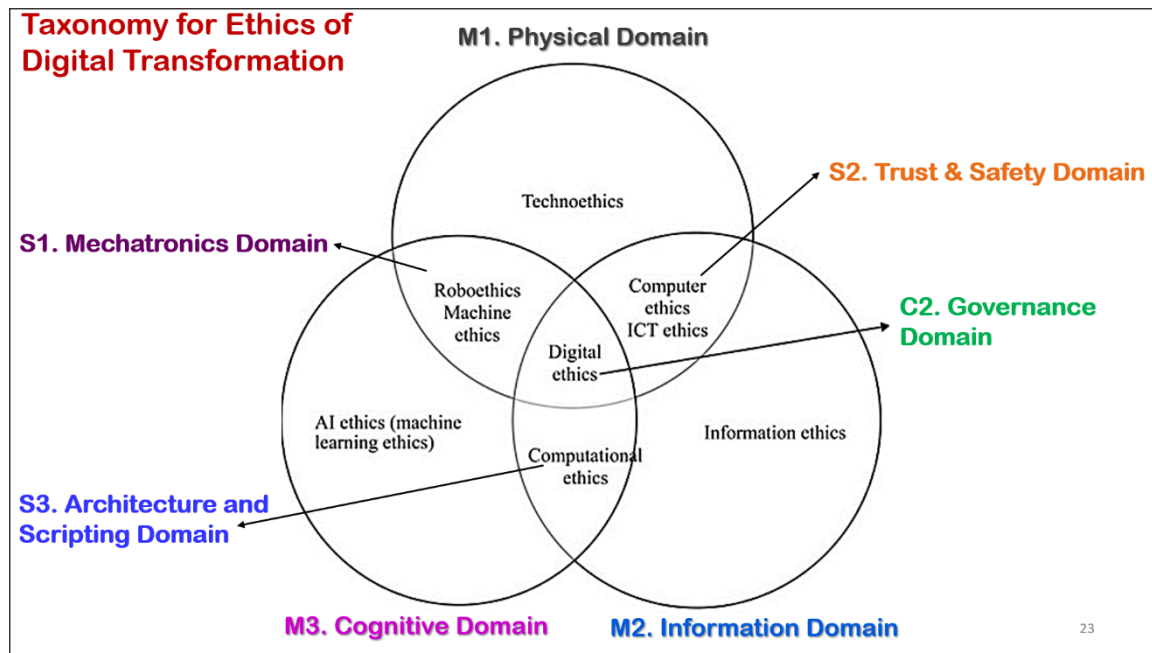 Taxonomy for Ethics of
Digital Transformation
M1. Physical Domain
S2. Trust & Safety Domain
Technoethics
S1. Mechatronics Domain
Roboethics
Machine
ethics
Computer
ethics
ICT ethics
C2. Governance
Domain
Digital
ethics
AI ethics (machine
learning ethics)
Information ethics
Computational
ethics
S3. Architecture and
Scripting Domain
M3. Cognitive Domain
M2. Information Domain
23